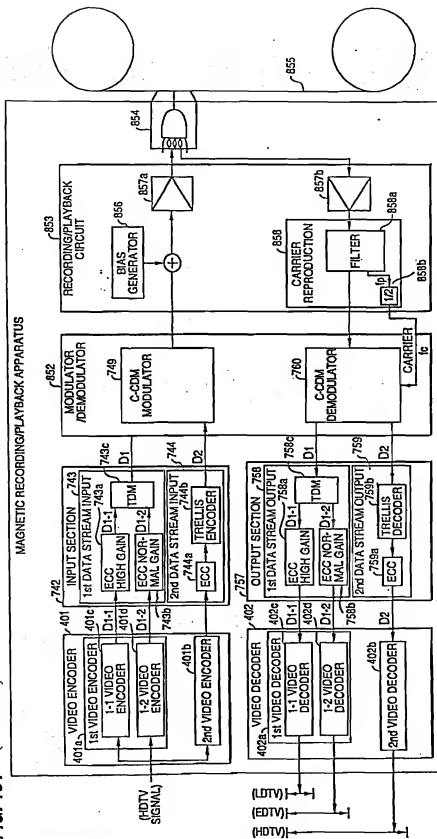 MAGNETIC RECORDING/PLAYBACK APPARATUS
401
VIDEO ENCODER
401a
1st VIDEO ENCODER
401c
1-1 VIDEO ENCODER
401d
1-2 VIDEO ENCODER
401b
2nd VIDEO ENCODER
(HDTV SIGNAL)
D1-1
D1-2
742
INPUT SECTION
743
1st DATA STREAM INPUT
743a
743c
ECC HIGH GAIN
D1-1
TDM
ECC NOR-MAL GAIN
D1-2
743b
744
2nd DATA STREAM INPUT
744a
744b
ECC
TRELLIS ENCODER
D1
D2
852
MODULATOR /DEMODULATOR
749
C-CDM MODULATOR
760
C-CDM DEMODULATOR
CARRIER
fc
853
RECORDING/PLAYBACK CIRCUIT
856
BIAS GENERATOR
857a
857b
858
CARRIER REPRODUCTION
FILTER
858a
fp
1/2
858b
854
855
757
OUTPUT SECTION
758
1st DATA STREAM OUTPUT
758a
758c
ECC HIGH GAIN
D1-1
TDM
ECC NOR-MAL GAIN
D1-2
758b
759
2nd DATA STREAM OUTPUT
759a
759b
ECC
TRELLIS DECODER
D1
D2
402
VIDEO DECODER
402a
1st VIDEO DECODER
402c
1-1 VIDEO DECODER
402d
1-2 VIDEO DECODER
402b
2nd VIDEO DECODER
D1-1
D1-2
D2
(LDTV)
(EDTV)
(HDTV)